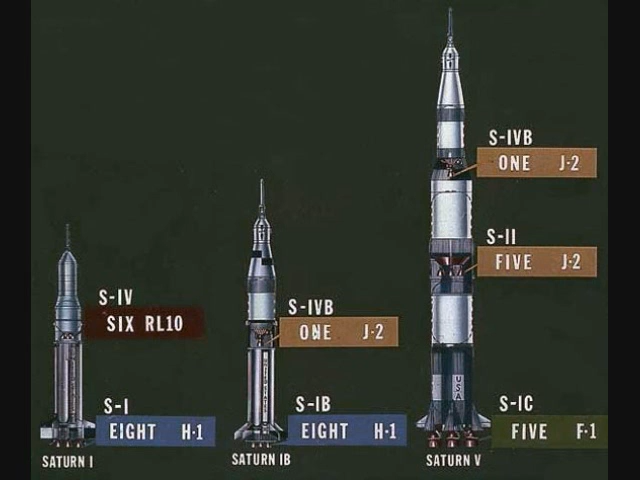 S-IVB
ONE J-2
S-II
FIVE J-2
S-IV
SIX RL10
S-IVB
ONE J-2
S-I
EIGHT H-1
S-IB
EIGHT H-1
USA
S-IC
FIVE F-1
SATURN I
SATURN IB
SATURN V